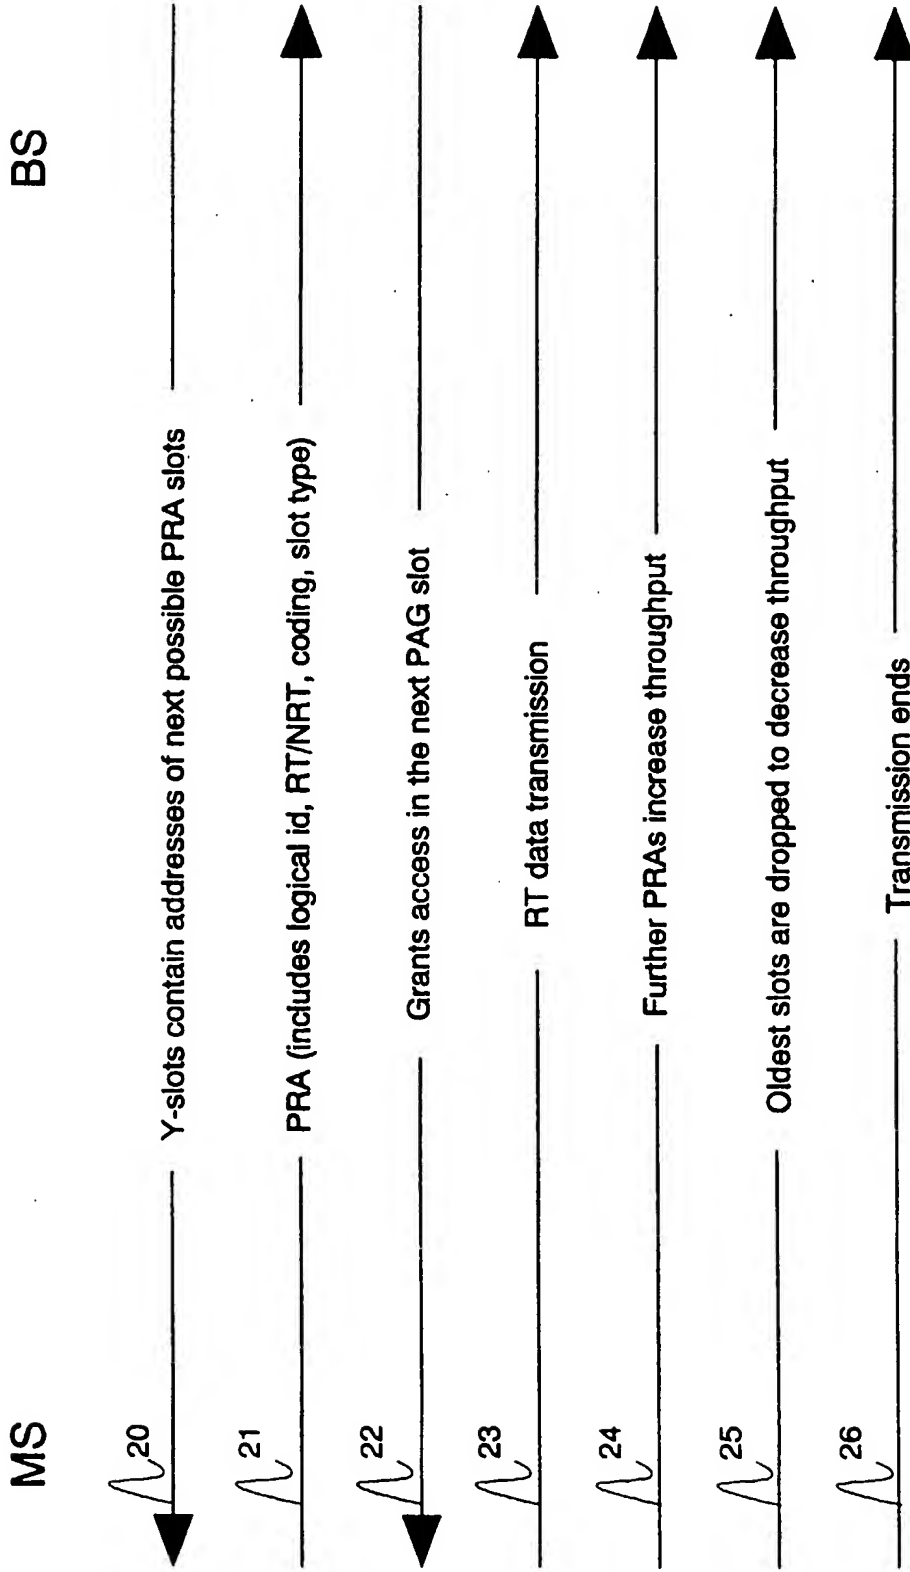 MS BS
20 Y-slots contain addresses of next possible PRA slots
21 PRA (includes logical id, RT/NRT, coding, slot type)
22 Grants access in the next PAG slot
23 RT data transmission
24 Further PRAs increase throughput
25 Oldest slots are dropped to decrease throughput
26 Transmission ends